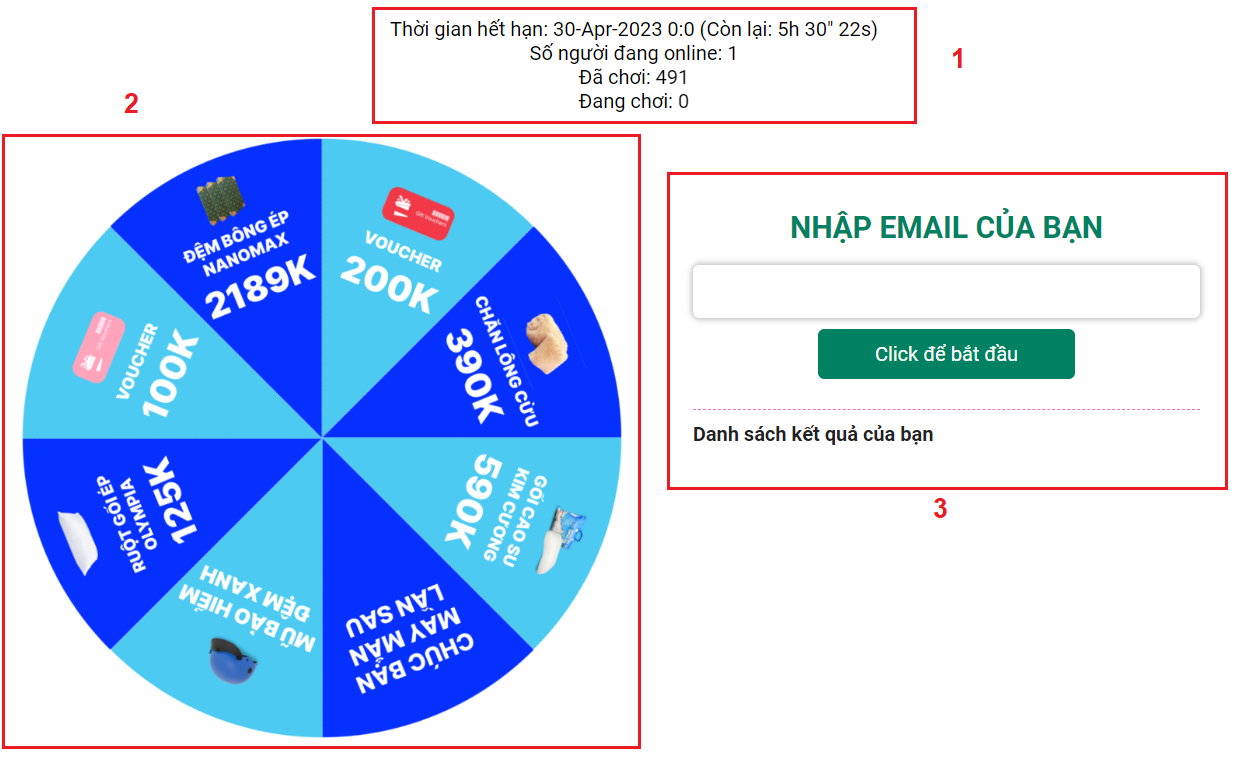 Thời gian hết hạn: 30-Apr-2023 0:0 (Còn lại: 5h 30" 22s)
Số người đang online: 1
Đã chơi: 491
Đang chơi: 0
1
2
ĐỆM BÔNG ÉP
NANOMAX
2189K
VOUCHER
200K
CHĂN LÔNG CỪU
390K
GỐI CAO SU
KIM CƯƠNG
590K
CHÚC BẠN
MAY MẮN
LẦN SAU
MŨ BẢO HIỂM
ĐỆM XANH
RUỘT GỐI ÉP
OLYMPIA
125K
VOUCHER
100K
NHẬP EMAIL CỦA BẠN
Click để bắt đầu
Danh sách kết quả của bạn
3